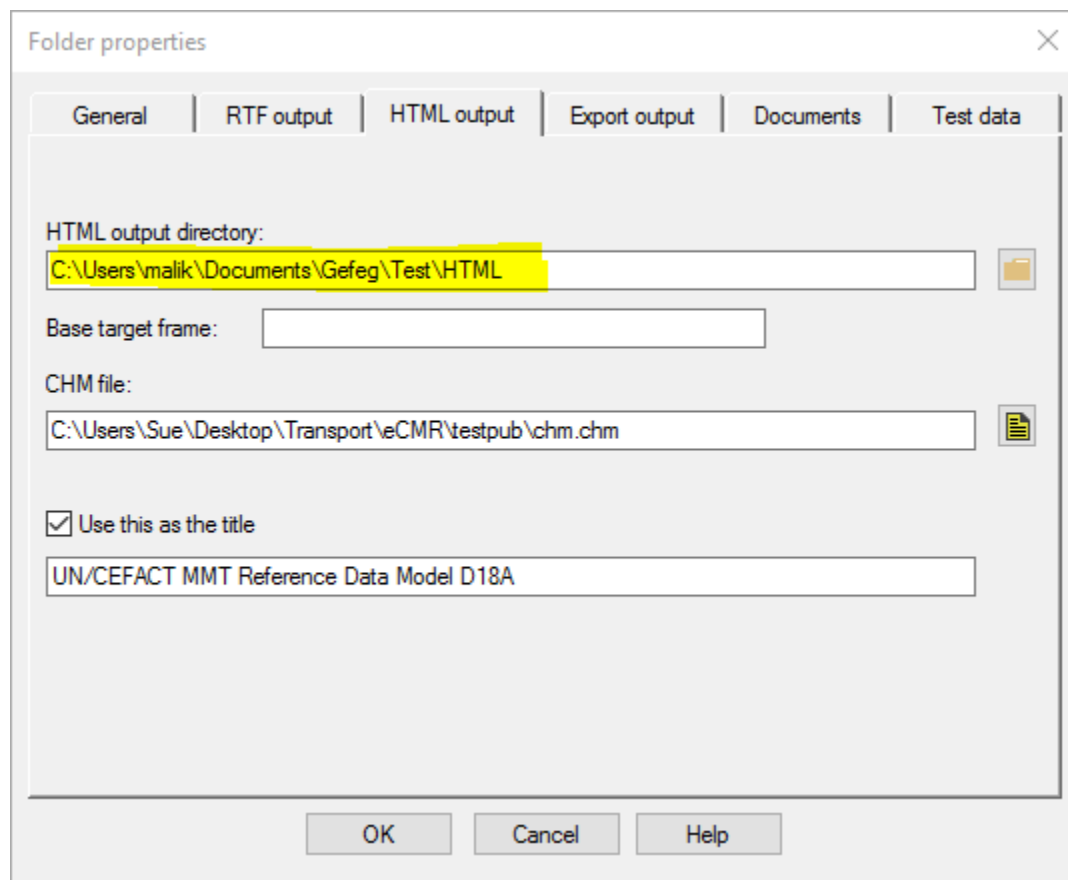 Folder properties
General RTF output HTML output Export output Documents Test data
HTML output directory:
C:\Users\malik\Documents\Gefeg\Test\HTML
Base target frame:
CHM file:
C:\Users\Sue\Desktop\Transport\eCMR\testpub\chm.chm
Use this as the title
UN/CEFACT MMT Reference Data Model D18A
OK Cancel Help